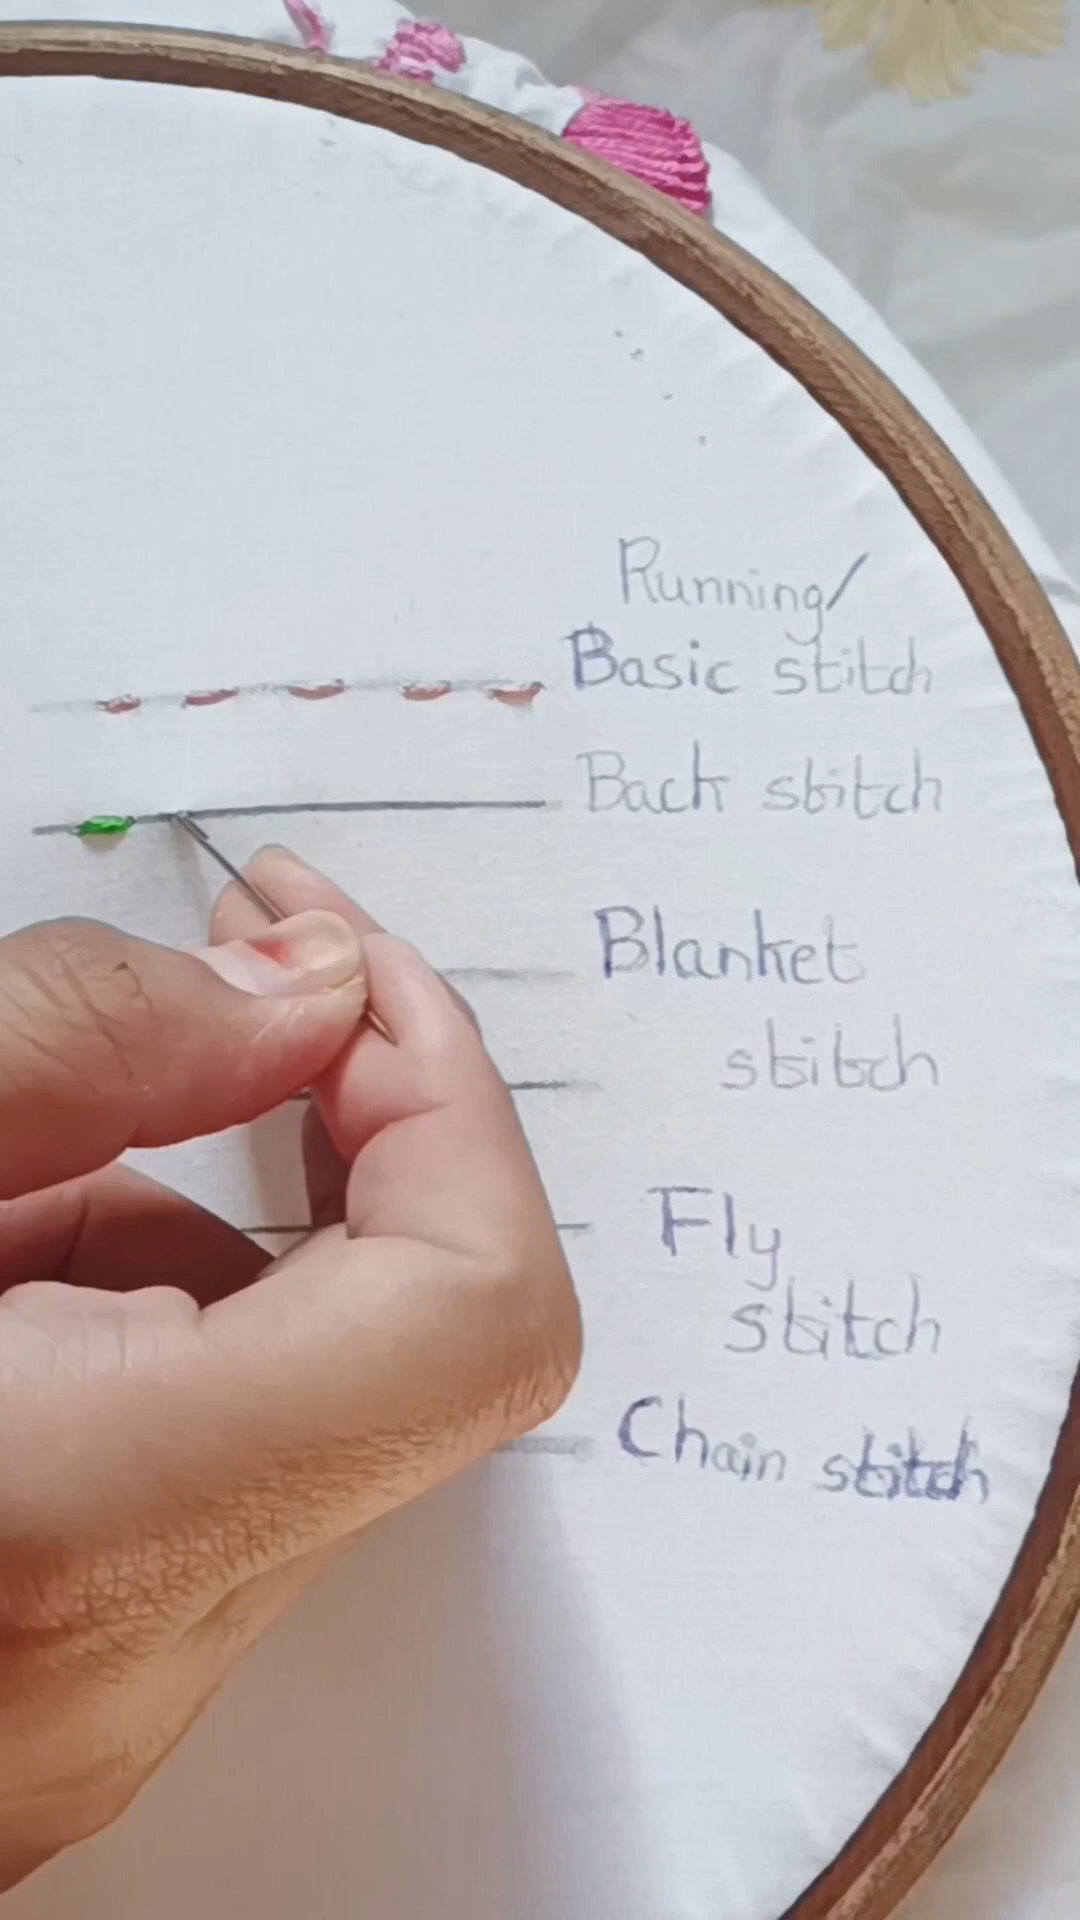 Running/
Basic stitch
Back stitch
Blanket
stitch
Fly
stitch
Chain stitch